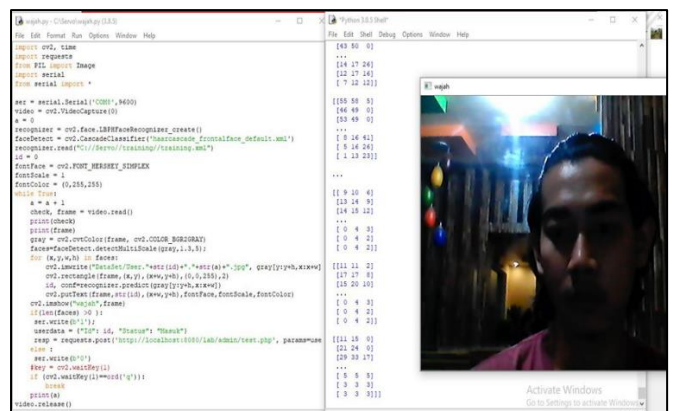 wajah.py - C:\Servo\wajah.py (3.8.5)
File Edit Format Run Options Window Help
import cv2, time
import requests
from PIL import Image
import serial
from serial import *
ser = serial.Serial('COM9',9600)
video = cv2.VideoCapture(0)
a = 0
recognizer = cv2.face.LBPHFaceRecognizer_create()
faceDetect = cv2.CascadeClassifier('haarcascade_frontalface_default.xml')
recognizer.read("C://Servo//training//training.xml")
id = 0
fontFace = cv2.FONT_HERSHEY_SIMPLEX
fontScale = 1
fontColor = (0,255,255)
while True:
a = a + 1
check, frame = video.read()
print(check)
print(frame)
gray = cv2.cvtColor(frame, cv2.COLOR_BGR2GRAY)
faces=faceDetect.detectMultiScale(gray,1.3,5);
for (x,y,w,h) in faces:
cv2.imwrite("DataSet/User."+str(id)+"."+str(a)+".jpg", gray[y:y+h,x:x+w]
cv2.rectangle(frame,(x,y),(x+w,y+h),(0,0,255),2)
id, conf=recognizer.predict(gray[y:y+h,x:x+w])
cv2.putText(frame,str(id),(x+w,y+h),fontFace,fontScale,fontColor)
cv2.imshow("wajah",frame)
if(len(faces) >0 ):
ser.write(b'1');
userdata = {"Id": id, "Status": "Masuk"}
resp = requests.post('http://localhost:8080/lab/admin/test.php', params=use
else :
ser.write(b'0')
#key = cv2.waitKey(1)
if (cv2.waitKey(1)==ord('q')):
break
print(a)
video.release()
*Python 3.8.5 Shell*
File Edit Shell Debug Options Window Help
[43 50 0]
...
[14 17 26]
[12 17 16]
[ 7 12 12]]
[[55 58 5]
[46 49 0]
[53 49 0]
...
[ 5 16 41]
[ 5 16 26]
[ 1 13 23]]
...
[[ 9 10 6]
[13 14 9]
[14 15 12]
...
[ 0 4 3]
[ 0 4 2]
[ 0 4 2]]
[[11 11 2]
[17 17 8]
[15 20 10]
...
[ 0 4 3]
[ 0 4 2]
[ 0 4 2]]
[[11 15 0]
[21 24 0]
[29 33 17]
...
[ 5 5 5]
[ 3 3 3]
[ 3 3 3]]]
wajah
Activate Windows
Go to Settings to activate Windows.